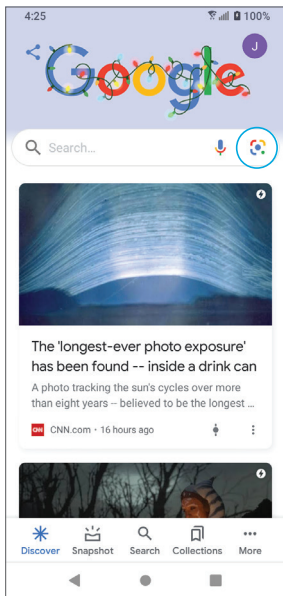 4:25
100%
J
Google
Search...
The 'longest-ever photo exposure'
has been found -- inside a drink can
A photo tracking the sun's cycles over more
than eight years -- believed to be the longest ...
CNN CNN.com · 16 hours ago
Discover Snapshot Search Collections More